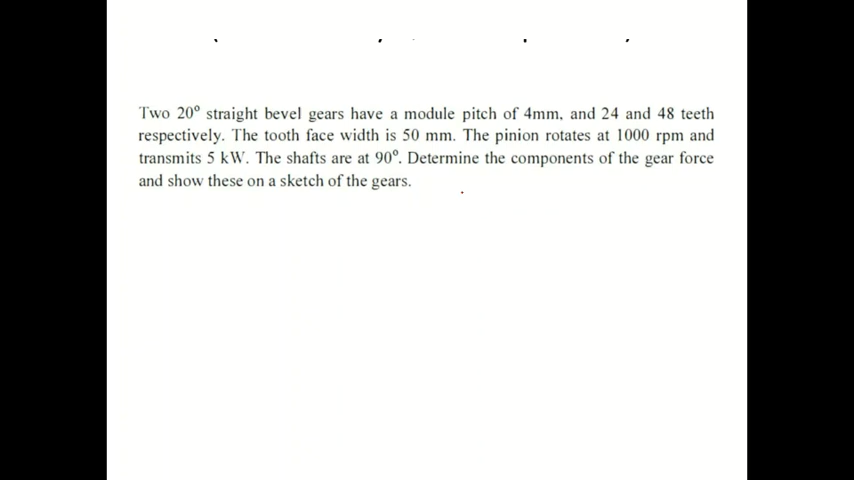 Two 20° straight bevel gears have a module pitch of 4mm, and 24 and 48 teeth
respectively. The tooth face width is 50 mm. The pinion rotates at 1000 rpm and
transmits 5 kW. The shafts are at 90°. Determine the components of the gear force
and show these on a sketch of the gears.